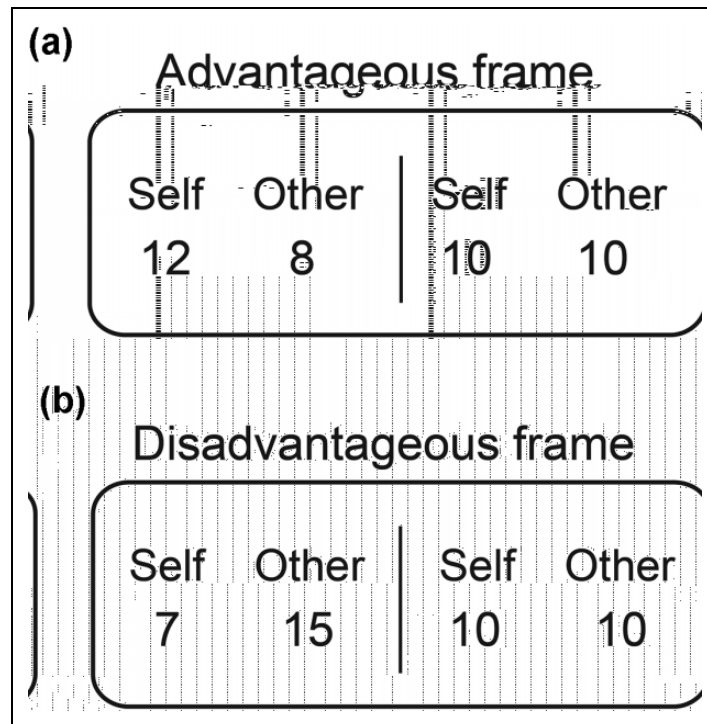 (a)
Advantageous frame
Self Other Self Other
12 8 10 10
(b)
Disadvantageous frame
Self Other Self Other
7 15 10 10